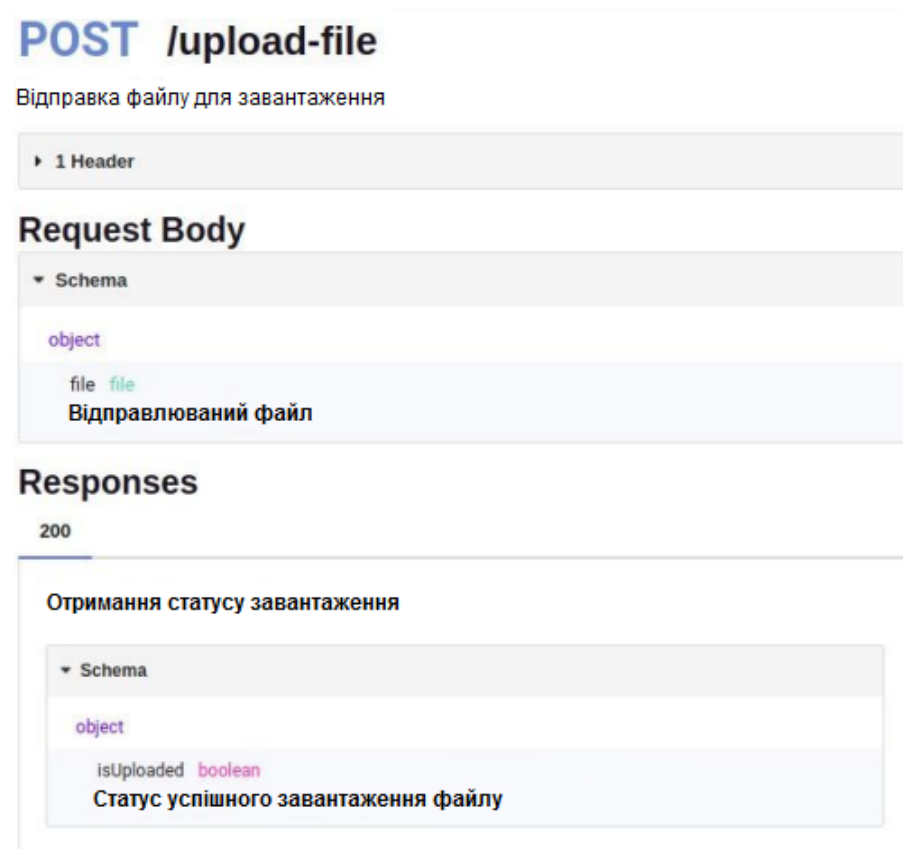 POST /upload-file
Відправка файлу для завантаження
1 Header
Request Body
Schema
object
file file
Відправлюваний файл
Responses
200
Отримання статусу завантаження
Schema
object
isUploaded boolean
Статус успішного завантаження файлу